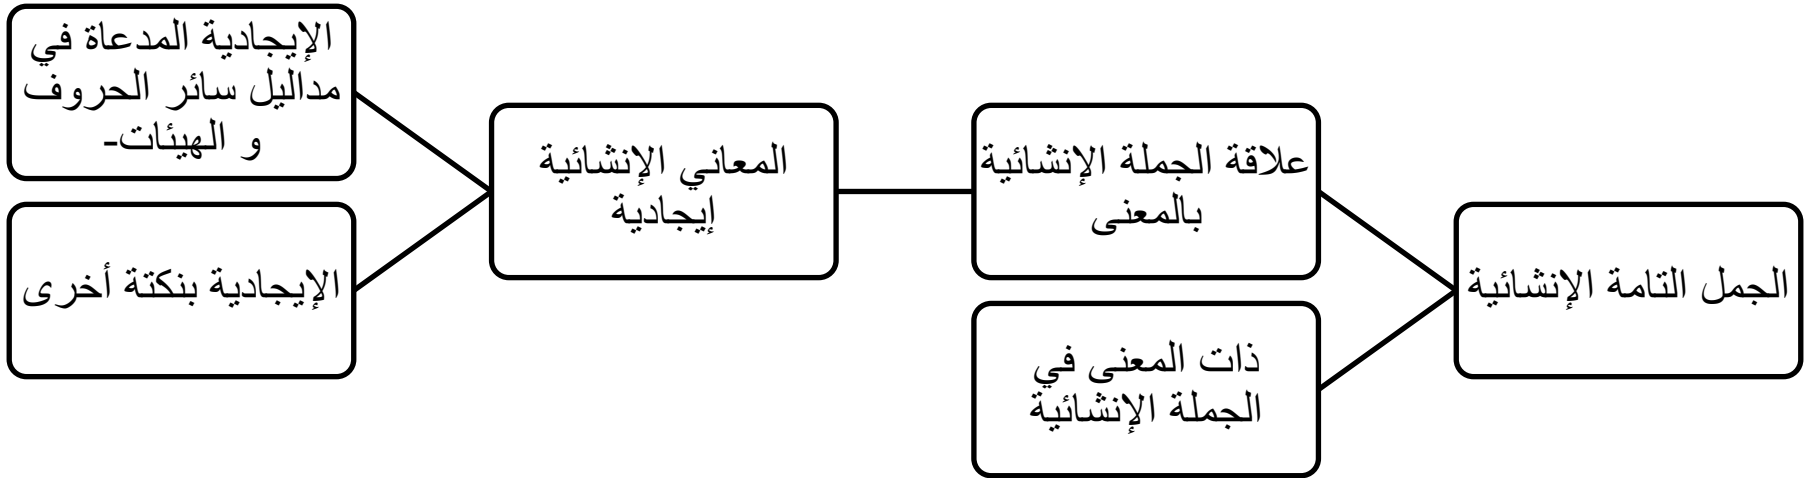 الجمل التامة الإنشائية
علاقة الجملة الإنشائية
بالمعنى
المعاني الإنشائية
إيجادية
الإيجادية المدعاة في
مداليل سائر الحروف
و الهيئات-
الإيجادية بنكتة أخرى
ذات المعنى في
الجملة الإنشائية